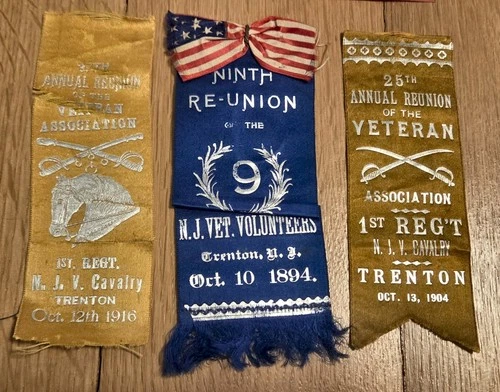 ANNUAL REUNION
OF THE
VETERAN
ASSOCIATION
1ST. REGT.
N. J. V. Cavalry
TRENTON
Oct. 12th 1916
NINTH
RE-UNION
OF THE
9
N.J. VET. VOLUNTEERS
Trenton, N. J.
Oct. 10 1894.
25TH
ANNUAL REUNION
OF THE
VETERAN
ASSOCIATION
1ST REG'T
N. J. V. CAVALRY
TRENTON
OCT. 13, 1904